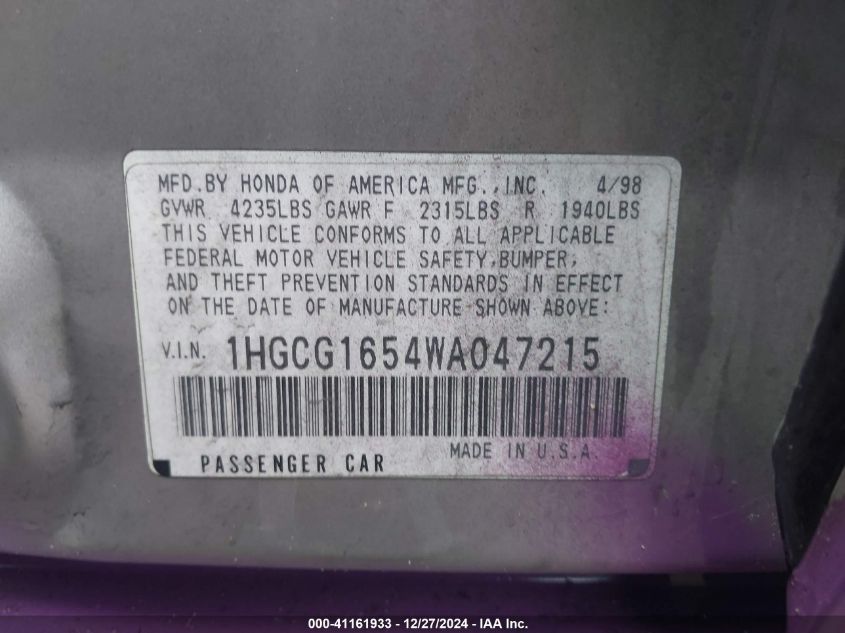 MFD. BY HONDA OF AMERICA MFG., INC. 4/98
GVWR 4235LBS GAWR F 2315LBS R 1940LBS
THIS VEHICLE CONFORMS TO ALL APPLICABLE
FEDERAL MOTOR VEHICLE SAFETY, BUMPER,
AND THEFT PREVENTION STANDARDS IN EFFECT
ON THE DATE OF MANUFACTURE SHOWN ABOVE:
V.I.N. 1HGCG1654WA047215
PASSENGER CAR MADE IN U.S.A.
000-41161933 - 12/27/2024 - IAA Inc.